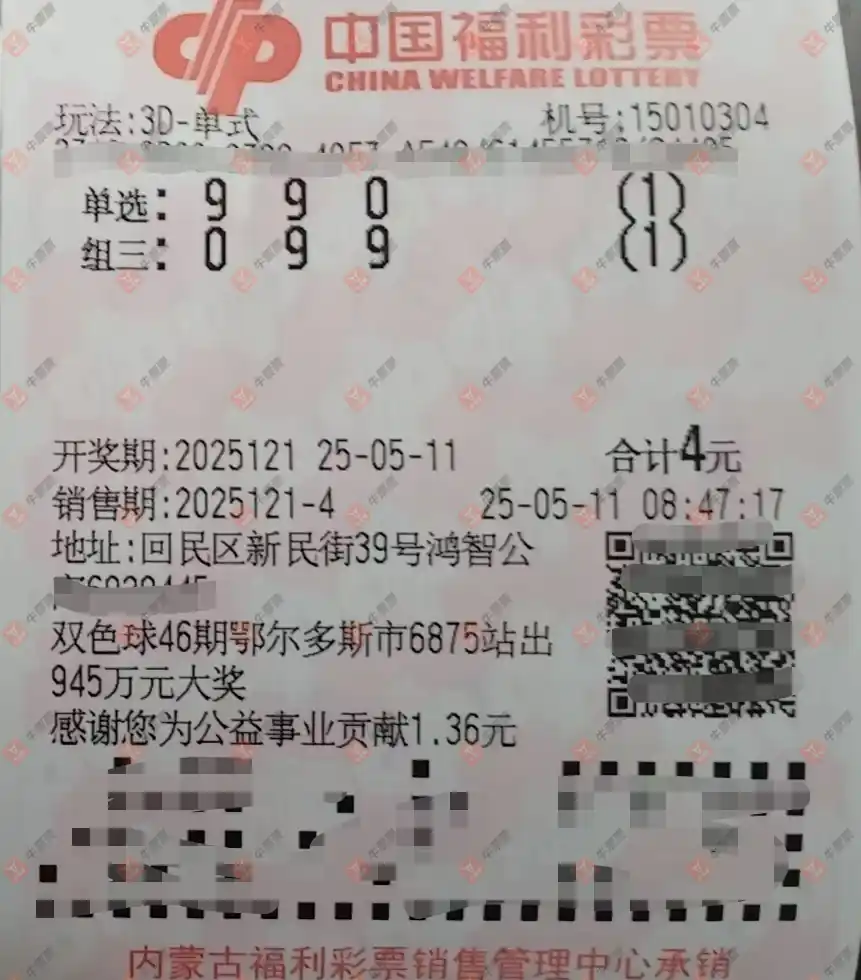 中国福利彩票
CHINA WELFARE LOTTERY
玩法:3D-单式 机号:15010304
单选: 9 9 0 (1)
组三: 0 9 9 (1)
开奖期:2025121 25-05-11 合计4元
销售期:2025121-4 25-05-11 08:47:17
地址:回民区新民街39号鸿智公
双色球46期鄂尔多斯市6875站出
945万元大奖
感谢您为公益事业贡献1.36元
内蒙古福利彩票销售管理中心承销